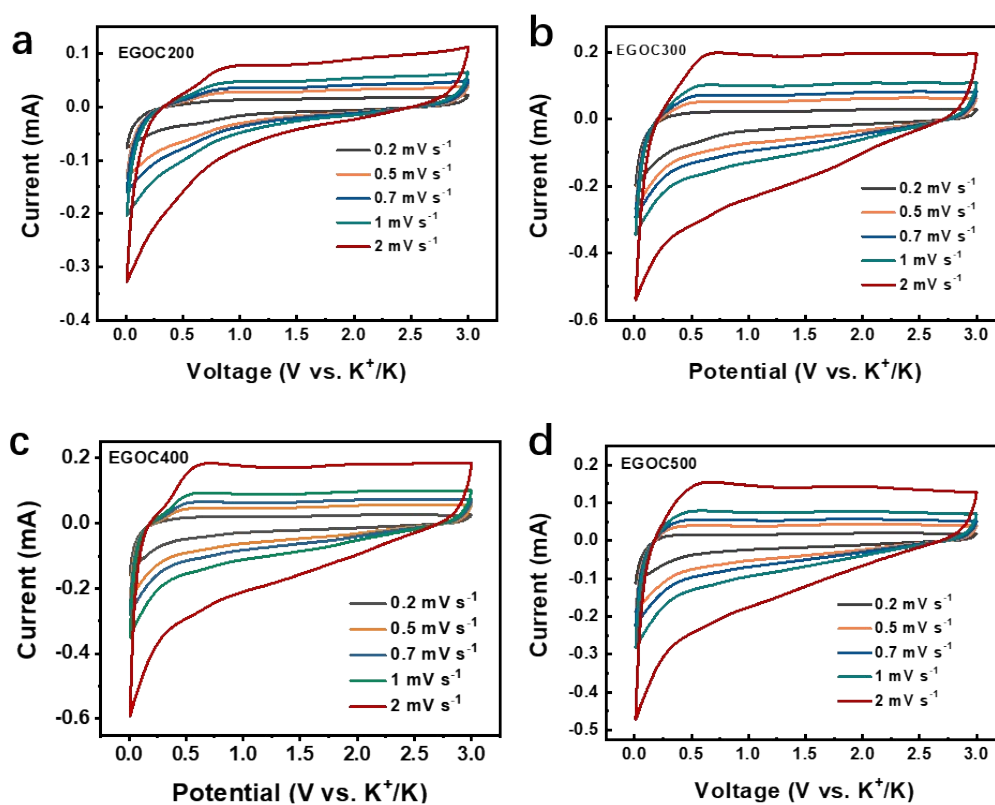 a
EGOC200
0.1
0.0
-0.1
-0.2
-0.3
-0.4
Current (mA)
0.2 mV s⁻¹
0.5 mV s⁻¹
0.7 mV s⁻¹
1 mV s⁻¹
2 mV s⁻¹
0.0 0.5 1.0 1.5 2.0 2.5 3.0
Voltage (V vs. K⁺/K)
b
EGOC300
0.2
0.0
-0.2
-0.4
-0.6
Current (mA)
0.2 mV s⁻¹
0.5 mV s⁻¹
0.7 mV s⁻¹
1 mV s⁻¹
2 mV s⁻¹
0.0 0.5 1.0 1.5 2.0 2.5 3.0
Potential (V vs. K⁺/K)
c
EGOC400
0.2
0.0
-0.2
-0.4
-0.6
Current (mA)
0.2 mV s⁻¹
0.5 mV s⁻¹
0.7 mV s⁻¹
1 mV s⁻¹
2 mV s⁻¹
0.0 0.5 1.0 1.5 2.0 2.5 3.0
Potential (V vs. K⁺/K)
d
EGOC500
0.2
0.1
0.0
-0.1
-0.2
-0.3
-0.4
-0.5
Current (mA)
0.2 mV s⁻¹
0.5 mV s⁻¹
0.7 mV s⁻¹
1 mV s⁻¹
2 mV s⁻¹
0.0 0.5 1.0 1.5 2.0 2.5 3.0
Voltage (V vs. K⁺/K)